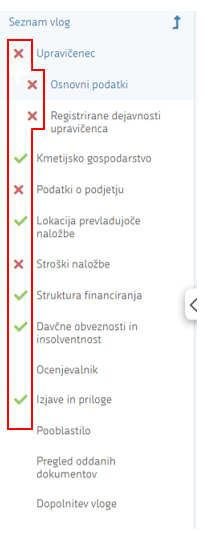 Seznam vlog
Upravičenec
Osnovni podatki
Registrirane dejavnosti
upravičenca
Kmetijsko gospodarstvo
Podatki o podjetju
Lokacija prevladujoče
naložbe
Stroški naložbe
Struktura financiranja
Davčne obveznosti in
insolventnost
Ocenjevalnik
Izjave in priloge
Pooblastilo
Pregled oddanih
dokumentov
Dopolnitev vloge